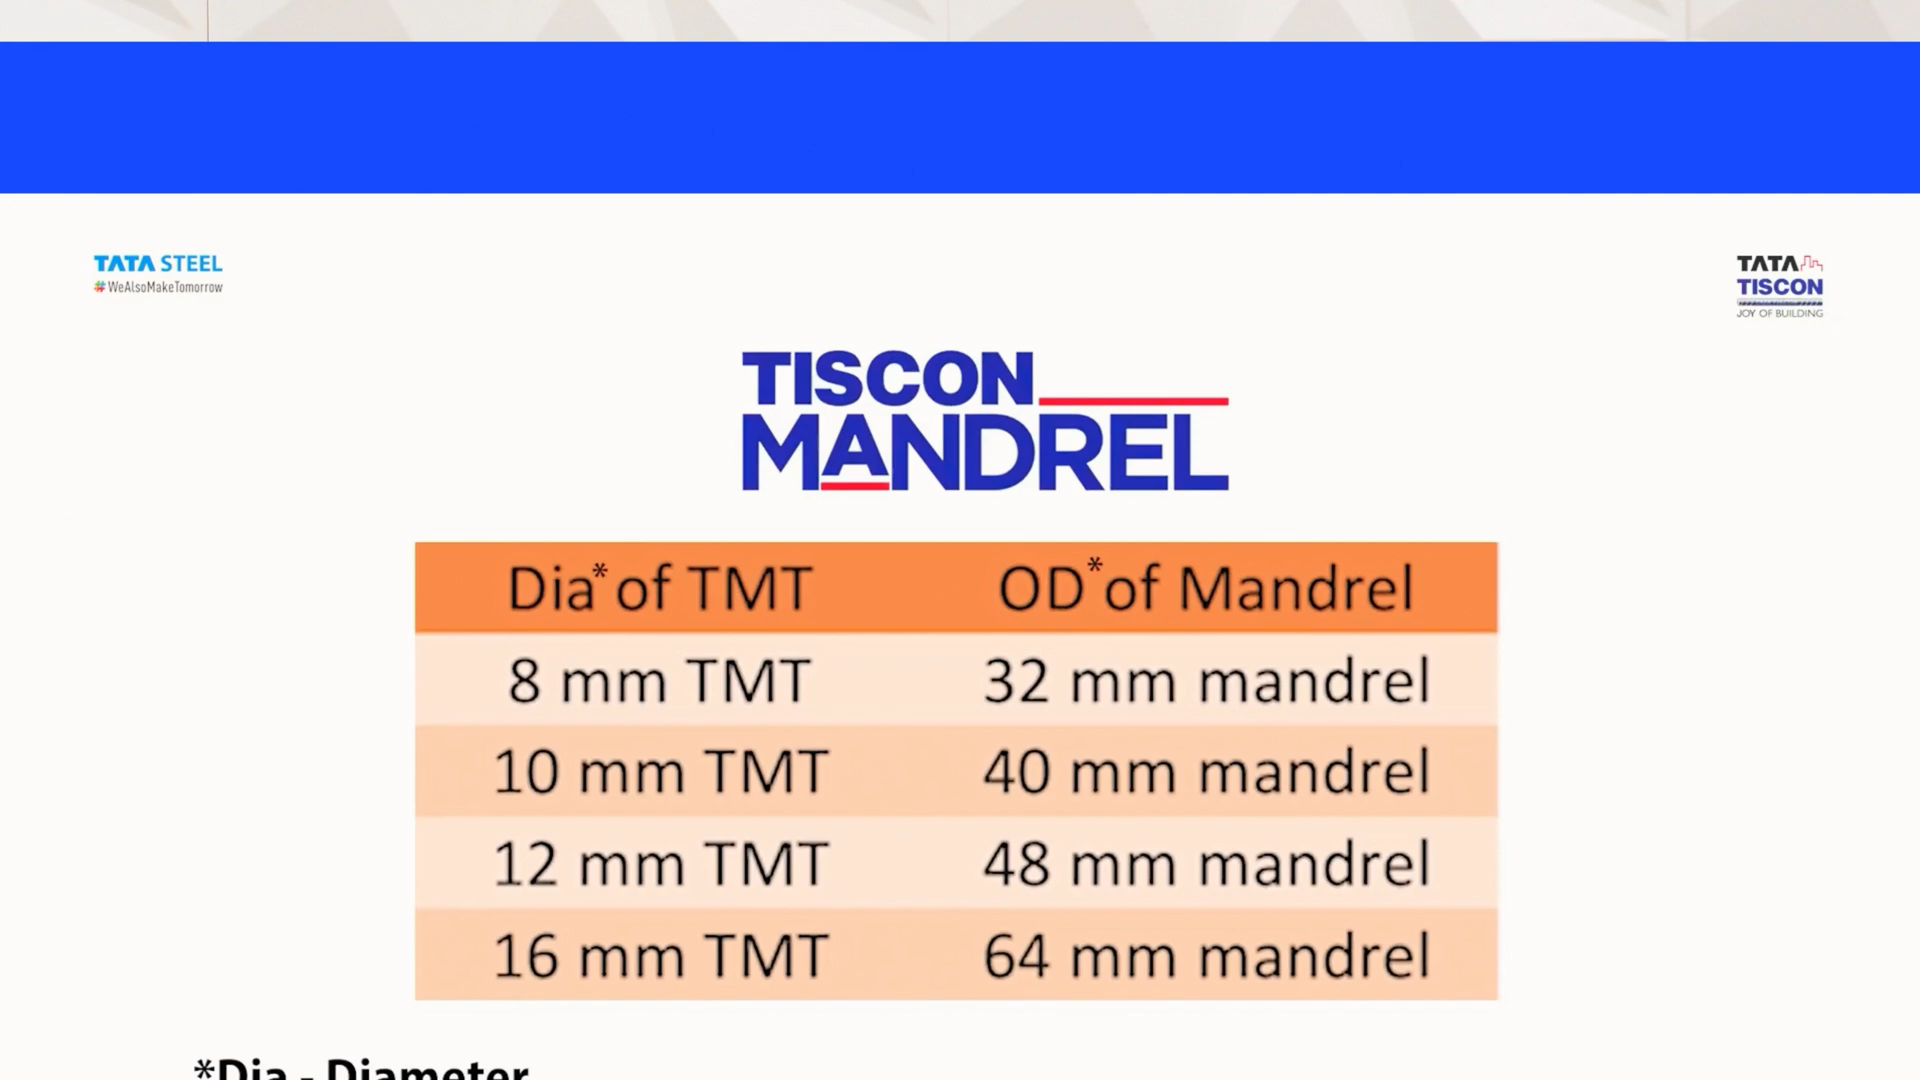 TATA STEEL
#WeAlsoMakeTomorrow
TATA
TISCON
JOY OF BUILDING
TISCON
MANDREL
Dia* of TMT OD* of Mandrel
8 mm TMT 32 mm mandrel
10 mm TMT 40 mm mandrel
12 mm TMT 48 mm mandrel
16 mm TMT 64 mm mandrel
*Dia - Diameter